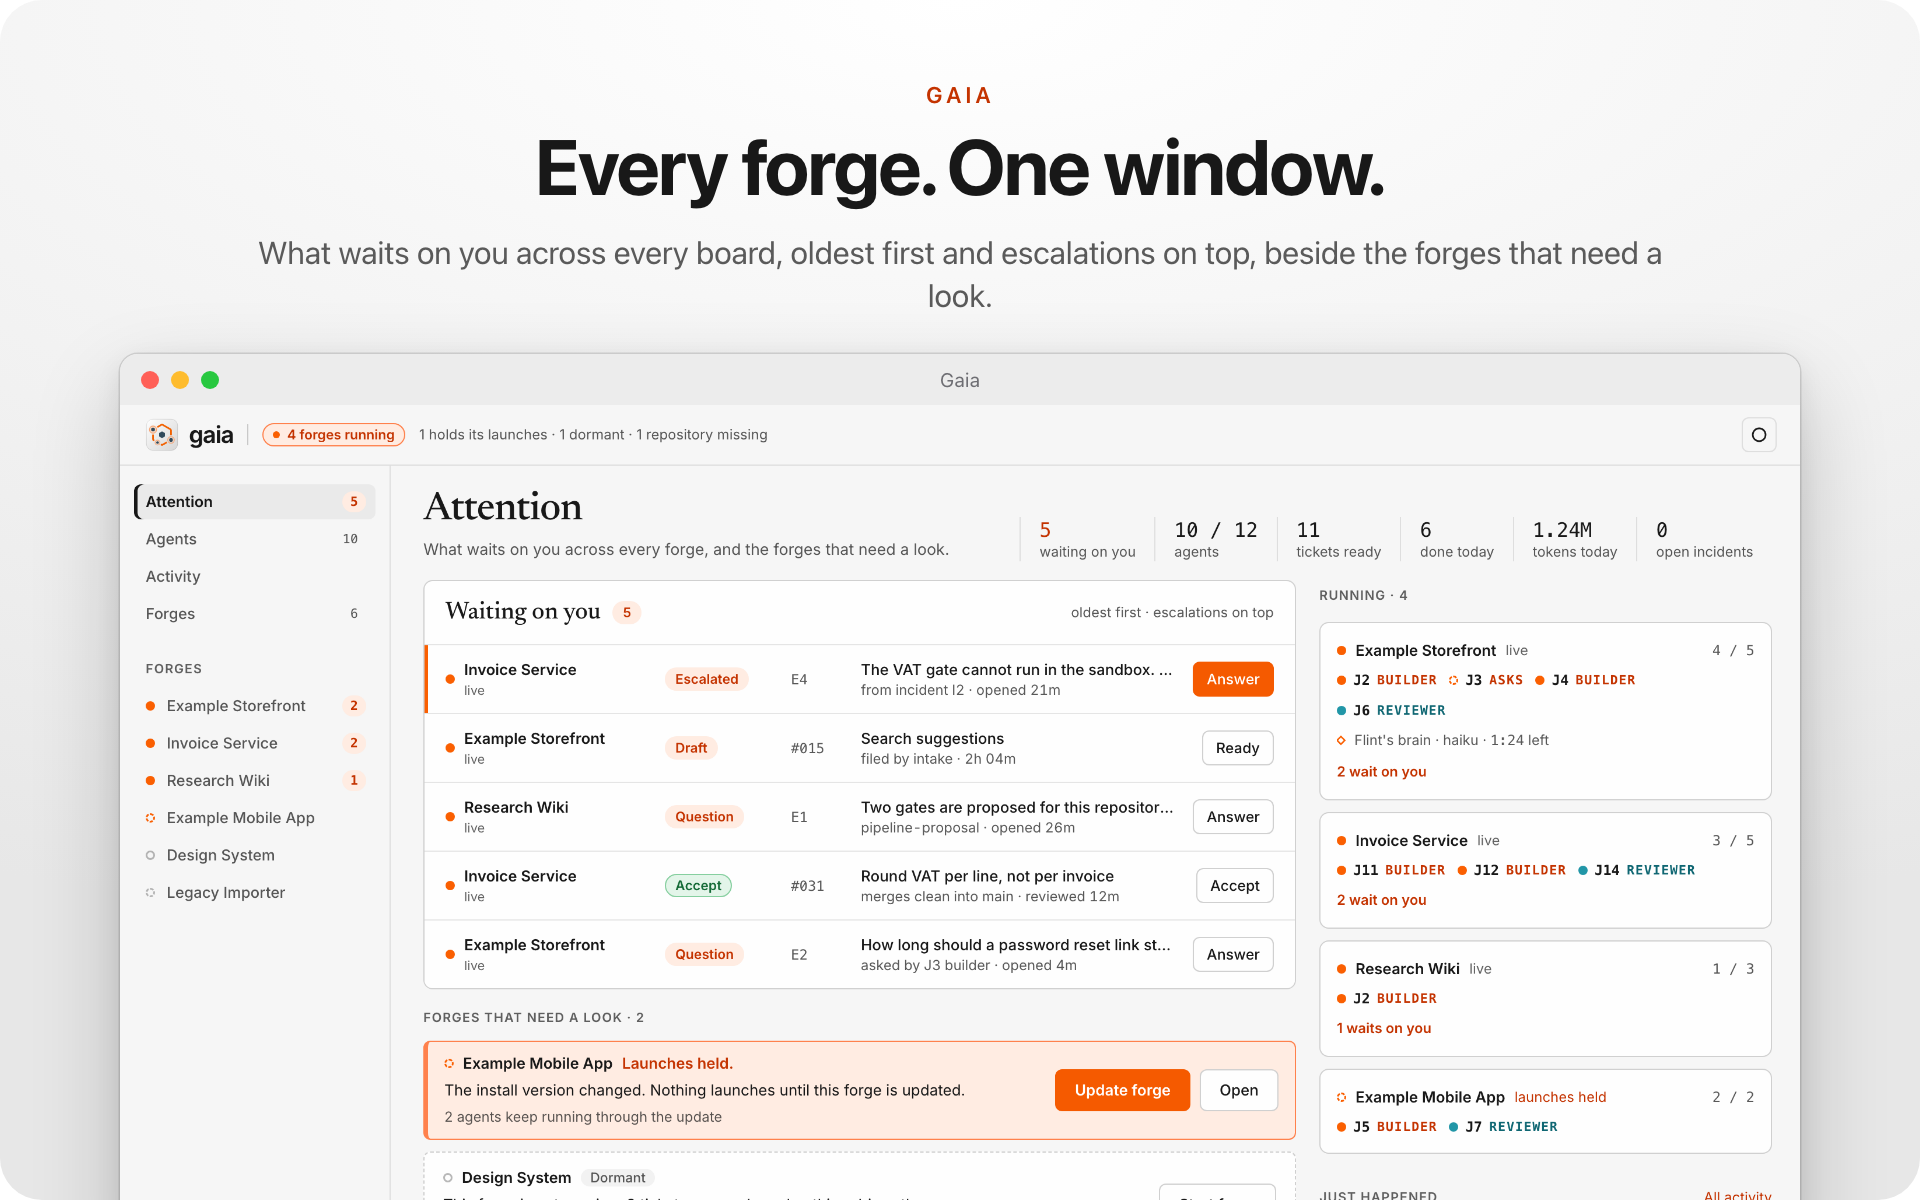 GAIA
Every forge. One window.
What waits on you across every board, oldest first and escalations on top, beside the forges that need a
look.
Gaia
gaia
4 forges running
1 holds its launches · 1 dormant · 1 repository missing
Attention 5
Agents 10
Activity
Forges 6
FORGES
Example Storefront 2
Invoice Service 2
Research Wiki 1
Example Mobile App
Design System
Legacy Importer
Attention
What waits on you across every forge, and the forges that need a look.
5
waiting on you
10 / 12
agents
11
tickets ready
6
done today
1.24M
tokens today
0
open incidents
Waiting on you 5
oldest first · escalations on top
Invoice Service
live
Escalated
E4
The VAT gate cannot run in the sandbox. …
from incident I2 · opened 21m
Answer
Example Storefront
live
Draft
#015
Search suggestions
filed by intake · 2h 04m
Ready
Research Wiki
live
Question
E1
Two gates are proposed for this repositor…
pipeline-proposal · opened 26m
Answer
Invoice Service
live
Accept
#031
Round VAT per line, not per invoice
merges clean into main · reviewed 12m
Accept
Example Storefront
live
Question
E2
How long should a password reset link st…
asked by J3 builder · opened 4m
Answer
FORGES THAT NEED A LOOK · 2
Example Mobile App Launches held.
The install version changed. Nothing launches until this forge is updated.
2 agents keep running through the update
Update forge
Open
Design System Dormant
RUNNING · 4
Example Storefront live 4 / 5
J2 BUILDER J3 ASKS J4 BUILDER
J6 REVIEWER
Flint's brain · haiku · 1:24 left
2 wait on you
Invoice Service live 3 / 5
J11 BUILDER J12 BUILDER J14 REVIEWER
2 wait on you
Research Wiki live 1 / 3
J2 BUILDER
1 waits on you
Example Mobile App launches held 2 / 2
J5 BUILDER J7 REVIEWER
JUST HAPPENED
All activity